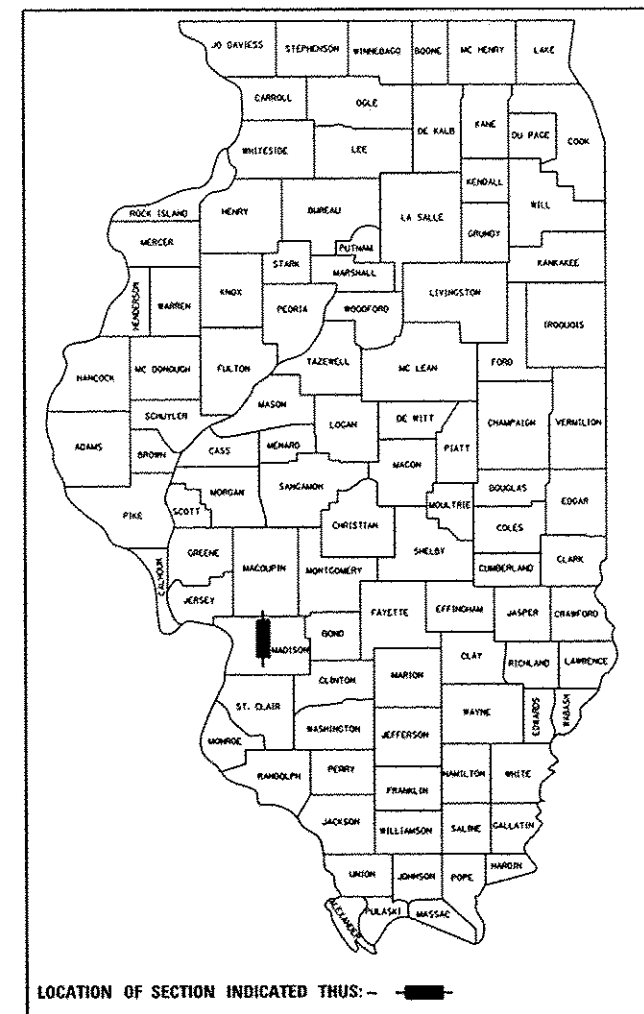 JO DAVIESS STEPHENSON WINNEBAGO BOONE MC HENRY LAKE
CARROLL OGLE DE KALB KANE DU PAGE COOK
WHITESIDE LEE KENDALL WILL
ROCK ISLAND HENRY BUREAU LA SALLE GRUNDY
MERCER PUTNAM KANKAKEE
STARK MARSHALL
HENDERSON WARREN KNOX PEORIA WOODFORD LIVINGSTON IROQUOIS
HANCOCK MC DONOUGH FULTON TAZEWELL MC LEAN FORD
SCHUYLER MASON LOGAN DE WITT CHAMPAIGN VERMILION
ADAMS BROWN CASS MENARD MACON PIATT
PIKE SCOTT MORGAN SANGAMON CHRISTIAN MOULTRIE DOUGLAS EDGAR
COLES
CALHOUN GREENE MACOUPIN MONTGOMERY SHELBY CUMBERLAND CLARK
JERSEY FAYETTE EFFINGHAM JASPER CRAWFORD
MADISON BOND CLAY RICHLAND LAWRENCE
CLINTON MARION
ST. CLAIR WAYNE EDWARDS WABASH
MONROE WASHINGTON JEFFERSON
RANDOLPH PERRY HAMILTON WHITE
FRANKLIN
JACKSON WILLIAMSON SALINE GALLATIN
UNION JOHNSON POPE HARDIN
ALEXANDER PULASKI MASSAC
LOCATION OF SECTION INDICATED THUS: -